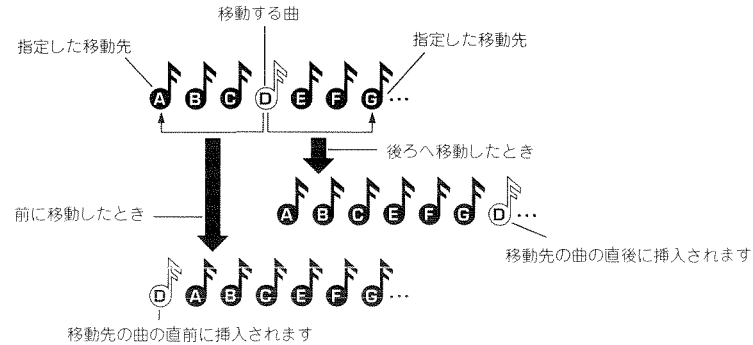 移動する曲
指定した移動先
指定した移動先
A B C D E F G …
後ろへ移動したとき
A B C E F G D …
前に移動したとき
移動先の曲の直後に挿入されます
D A B C E F G …
移動先の曲の直前に挿入されます